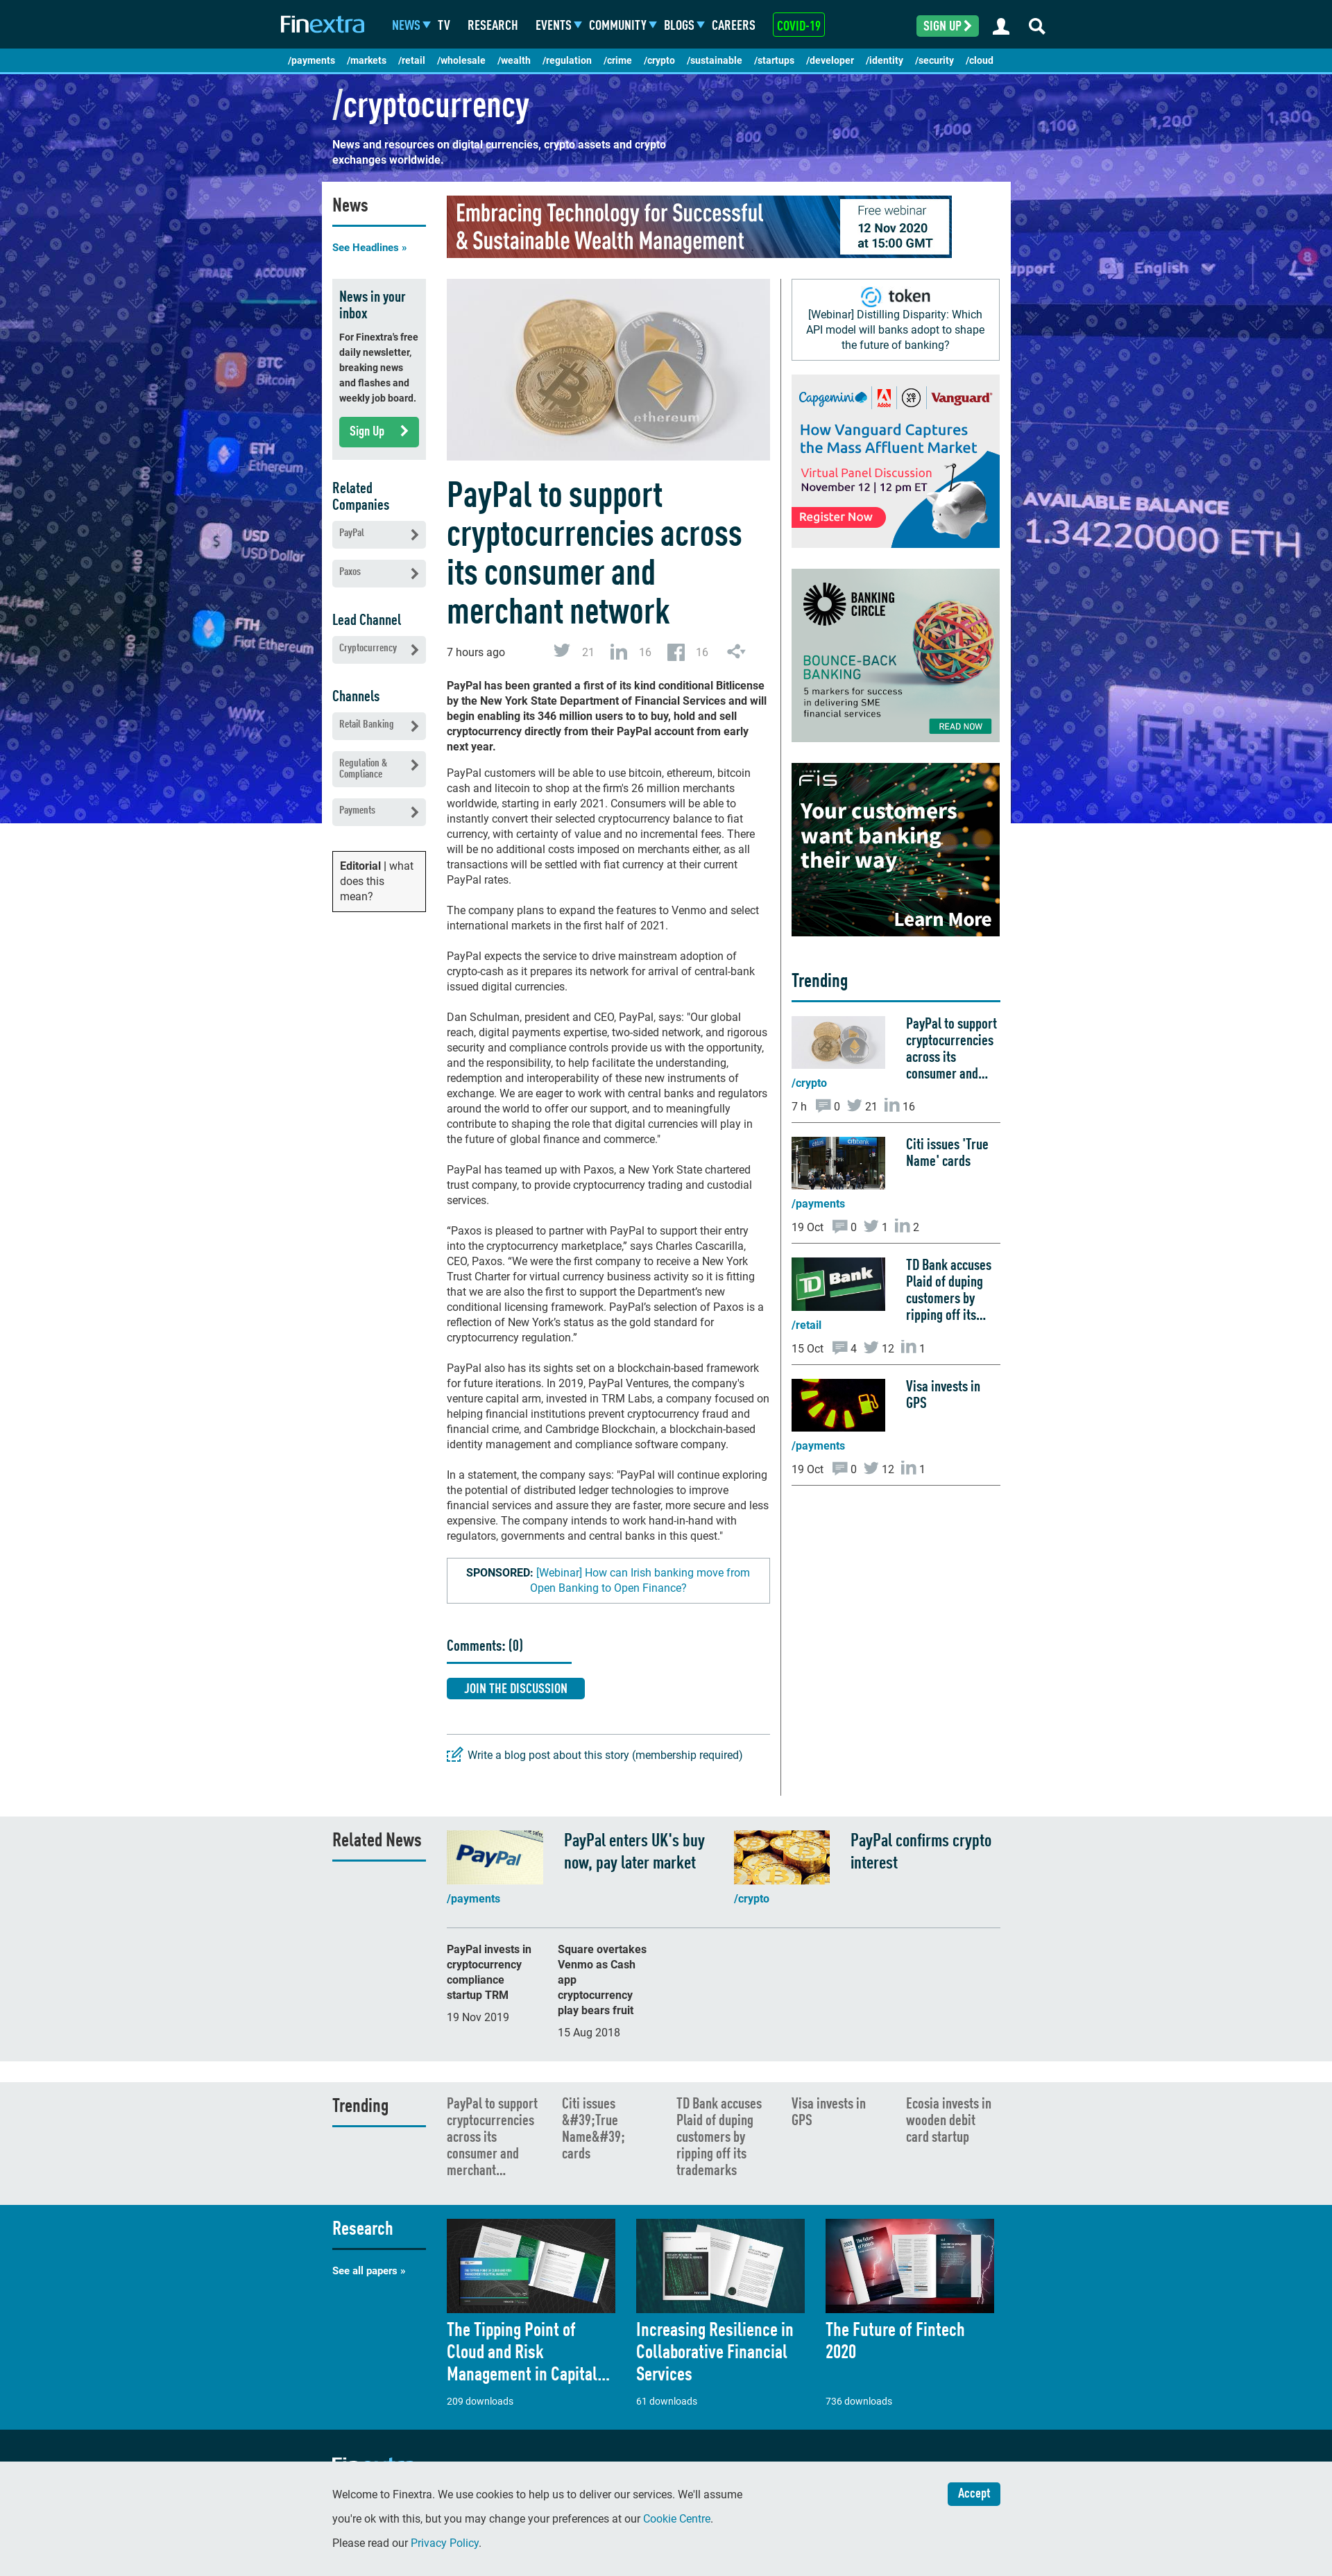 Finextra
NEWS TV RESEARCH EVENTS COMMUNITY BLOGS CAREERS COVID-19 SIGN UP
/payments /markets /retail /wholesale /wealth /regulation /crime /crypto /sustainable /startups /developer /identity /security /cloud
/cryptocurrency
News and resources on digital currencies, crypto assets and crypto
exchanges worldwide.
700 800 900 1,000 1,100 1,200 1,300
TRADE ACCOUNT
BTC
Bitcoin
ETH
Ethereum
USD
USD Dollar
FTH
Fiat Ethereum
WWX
support English 8
AVAILABLE BALANCE
1.34220000 ETH
News
See Headlines »
News in your
inbox
For Finextra's free
daily newsletter,
breaking news
and flashes and
weekly job board.
Sign Up
Related
Companies
PayPal
Paxos
Lead Channel
Cryptocurrency
Channels
Retail Banking
Regulation &
Compliance
Payments
Editorial | what
does this
mean?
Embracing Technology for Successful
& Sustainable Wealth Management
Free webinar
12 Nov 2020
at 15:00 GMT
ethereum
PayPal to support
cryptocurrencies across
its consumer and
merchant network
7 hours ago 21 16 16
PayPal has been granted a first of its kind conditional Bitlicense
by the New York State Department of Financial Services and will
begin enabling its 346 million users to to buy, hold and sell
cryptocurrency directly from their PayPal account from early
next year.
PayPal customers will be able to use bitcoin, ethereum, bitcoin
cash and litecoin to shop at the firm's 26 million merchants
worldwide, starting in early 2021. Consumers will be able to
instantly convert their selected cryptocurrency balance to fiat
currency, with certainty of value and no incremental fees. There
will be no additional costs imposed on merchants either, as all
transactions will be settled with fiat currency at their current
PayPal rates.
The company plans to expand the features to Venmo and select
international markets in the first half of 2021.
PayPal expects the service to drive mainstream adoption of
crypto-cash as it prepares its network for arrival of central-bank
issued digital currencies.
Dan Schulman, president and CEO, PayPal, says: "Our global
reach, digital payments expertise, two-sided network, and rigorous
security and compliance controls provide us with the opportunity,
and the responsibility, to help facilitate the understanding,
redemption and interoperability of these new instruments of
exchange. We are eager to work with central banks and regulators
around the world to offer our support, and to meaningfully
contribute to shaping the role that digital currencies will play in
the future of global finance and commerce."
PayPal has teamed up with Paxos, a New York State chartered
trust company, to provide cryptocurrency trading and custodial
services.
“Paxos is pleased to partner with PayPal to support their entry
into the cryptocurrency marketplace,” says Charles Cascarilla,
CEO, Paxos. “We were the first company to receive a New York
Trust Charter for virtual currency business activity so it is fitting
that we are also the first to support the Department’s new
conditional licensing framework. PayPal’s selection of Paxos is a
reflection of New York’s status as the gold standard for
cryptocurrency regulation.”
PayPal also has its sights set on a blockchain-based framework
for future iterations. In 2019, PayPal Ventures, the company's
venture capital arm, invested in TRM Labs, a company focused on
helping financial institutions prevent cryptocurrency fraud and
financial crime, and Cambridge Blockchain, a blockchain-based
identity management and compliance software company.
In a statement, the company says: "PayPal will continue exploring
the potential of distributed ledger technologies to improve
financial services and assure they are faster, more secure and less
expensive. The company intends to work hand-in-hand with
regulators, governments and central banks in this quest."
SPONSORED: [Webinar] How can Irish banking move from
Open Banking to Open Finance?
Comments: (0)
JOIN THE DISCUSSION
Write a blog post about this story (membership required)
token
[Webinar] Distilling Disparity: Which
API model will banks adopt to shape
the future of banking?
Capgemini Adobe Vanguard
How Vanguard Captures
the Mass Affluent Market
Virtual Panel Discussion
November 12 | 12 pm ET
Register Now
BANKING
CIRCLE
BOUNCE-BACK
BANKING
5 markers for success
in delivering SME
financial services
READ NOW
FIS
Your customers
want banking
their way
Learn More
Trending
PayPal to support
cryptocurrencies
across its
consumer and...
/crypto
7 h 0 21 16
Citi issues 'True
Name' cards
/payments
19 Oct 0 1 2
TD Bank
TD Bank accuses
Plaid of duping
customers by
ripping off its...
/retail
15 Oct 4 12 1
Visa invests in
GPS
/payments
19 Oct 0 12 1
Related News
PayPal
PayPal enters UK's buy
now, pay later market
/payments
PayPal confirms crypto
interest
/crypto
PayPal invests in
cryptocurrency
compliance
startup TRM
19 Nov 2019
Square overtakes
Venmo as Cash
app
cryptocurrency
play bears fruit
15 Aug 2018
Trending
PayPal to support
cryptocurrencies
across its
consumer and
merchant...
Citi issues
&#39;True
Name&#39;
cards
TD Bank accuses
Plaid of duping
customers by
ripping off its
trademarks
Visa invests in
GPS
Ecosia invests in
wooden debit
card startup
Research
See all papers »
The Tipping Point of
Cloud and Risk
Management in Capital...
209 downloads
Increasing Resilience in
Collaborative Financial
Services
61 downloads
The Future of Fintech
2020
736 downloads
Welcome to Finextra. We use cookies to help us to deliver our services. We'll assume
you're ok with this, but you may change your preferences at our Cookie Centre.
Please read our Privacy Policy.
Accept